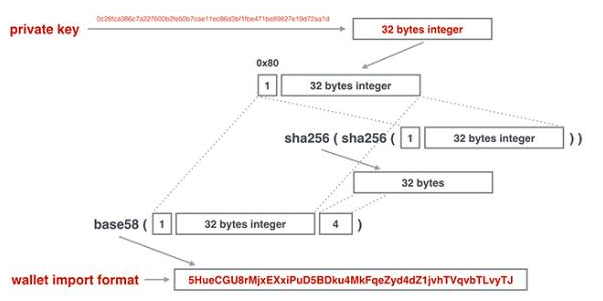 private key
0c28fca386c7a227600b2fe50b7cae11ec86d3bf1fbe471be89827e19d72aa1d
32 bytes integer
0x80
1 32 bytes integer
sha256 ( sha256 ( 1 32 bytes integer ) )
32 bytes
base58 ( 1 32 bytes integer 4 )
wallet import format
5HueCGU8rMjxEXxiPuD5BDku4MkFqeZyd4dZ1jvhTVqvbTLvyTJ